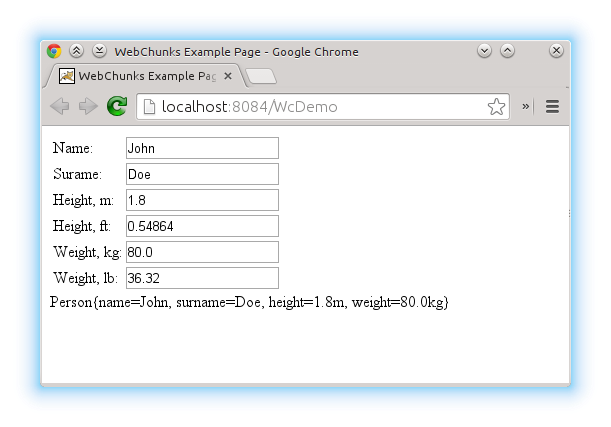 WebChunks Example Page - Google Chrome
WebChunks Example Pag
localhost:8084/WcDemo
Name: John
Surame: Doe
Height, m: 1.8
Height, ft: 0.54864
Weight, kg: 80.0
Weight, lb: 36.32
Person{name=John, surname=Doe, height=1.8m, weight=80.0kg}